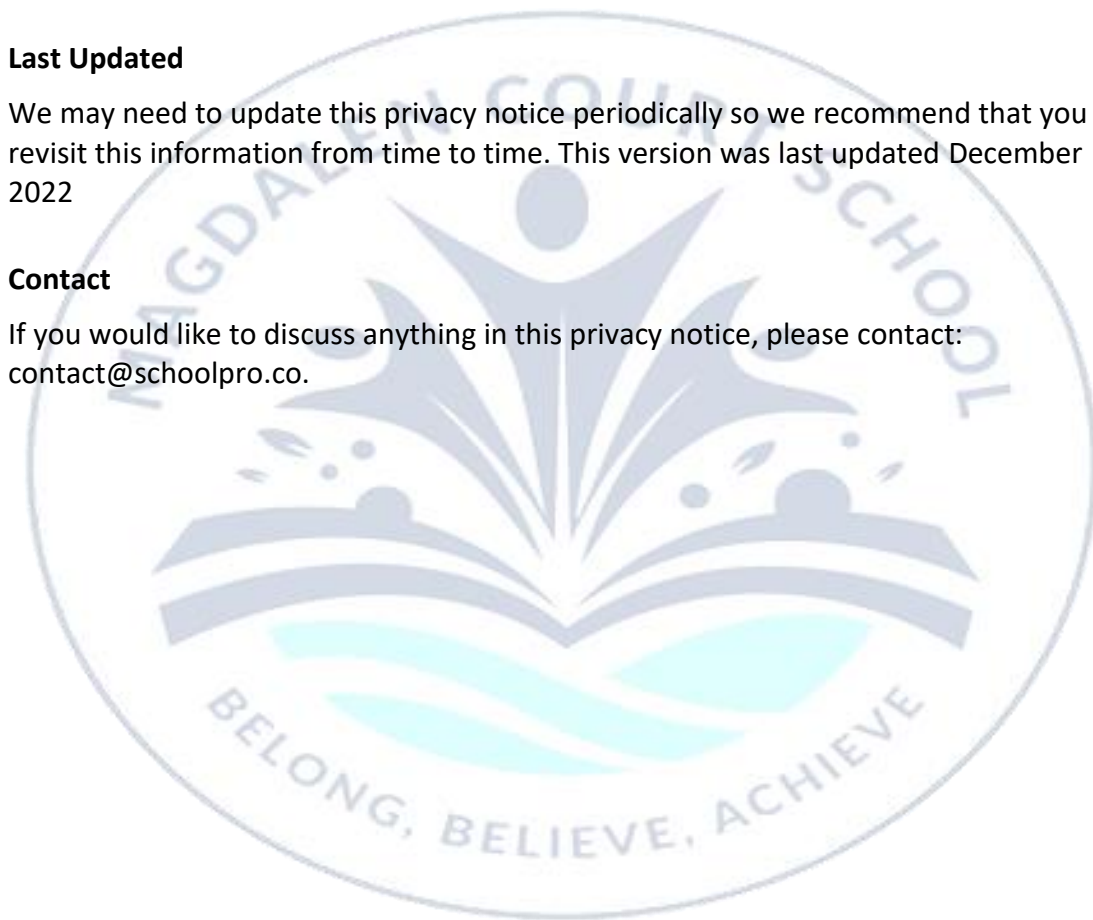 Last Updated
We may need to update this privacy notice periodically so we recommend that you
revisit this information from time to time. This version was last updated December
2022
Contact
If you would like to discuss anything in this privacy notice, please contact:
contact@schoolpro.co.
MAGDALEN COURT SCHOOL
BELONG, BELIEVE, ACHIEVE